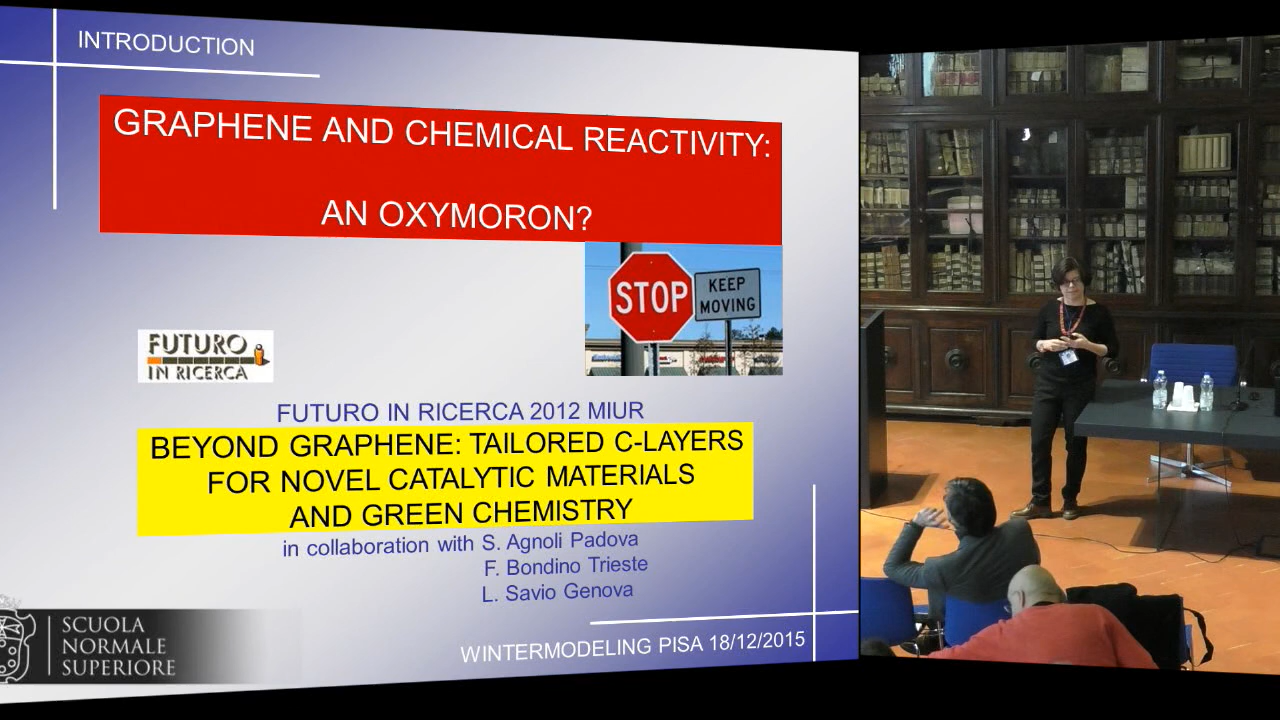 INTRODUCTION
GRAPHENE AND CHEMICAL REACTIVITY:
AN OXYMORON?
STOP
KEEP
MOVING
FUTURO
IN RICERCA
FUTURO IN RICERCA 2012 MIUR
BEYOND GRAPHENE: TAILORED C-LAYERS
FOR NOVEL CATALYTIC MATERIALS
AND GREEN CHEMISTRY
in collaboration with S. Agnoli Padova
F. Bondino Trieste
L. Savio Genova
SCUOLA
NORMALE
SUPERIORE
WINTERMODELING PISA 18/12/2015